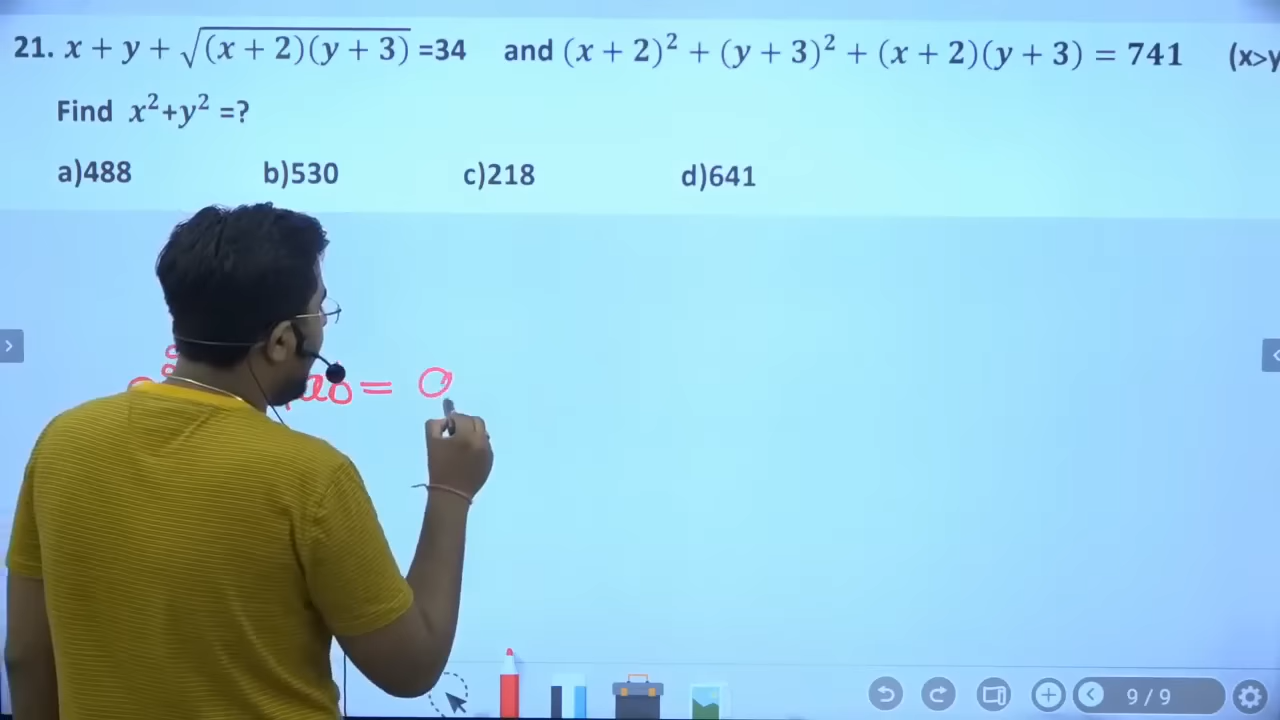 21. x + y + √(x + 2)(y + 3) =34 and (x + 2)² + (y + 3)² + (x + 2)(y + 3) = 741 (x>y
Find x²+y² =?
a)488 b)530 c)218 d)641
ab = 0
9 / 9